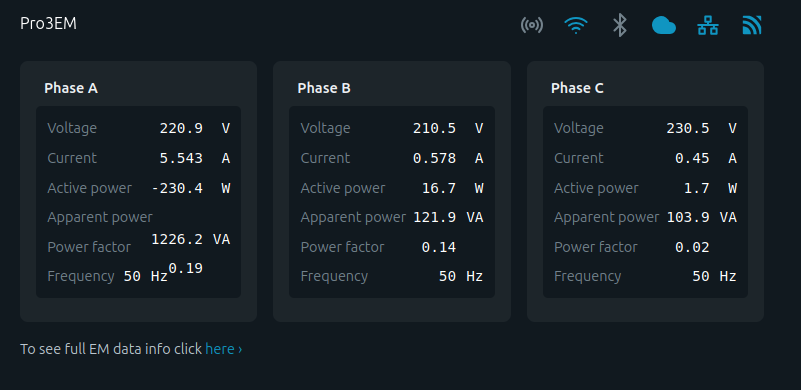 Pro3EM
Phase A
Voltage 220.9 V
Current 5.543 A
Active power -230.4 W
Apparent power
1226.2 VA
Power factor
0.19
Frequency 50 Hz
Phase B
Voltage 210.5 V
Current 0.578 A
Active power 16.7 W
Apparent power 121.9 VA
Power factor 0.14
Frequency 50 Hz
Phase C
Voltage 230.5 V
Current 0.45 A
Active power 1.7 W
Apparent power 103.9 VA
Power factor 0.02
Frequency 50 Hz
To see full EM data info click here ›